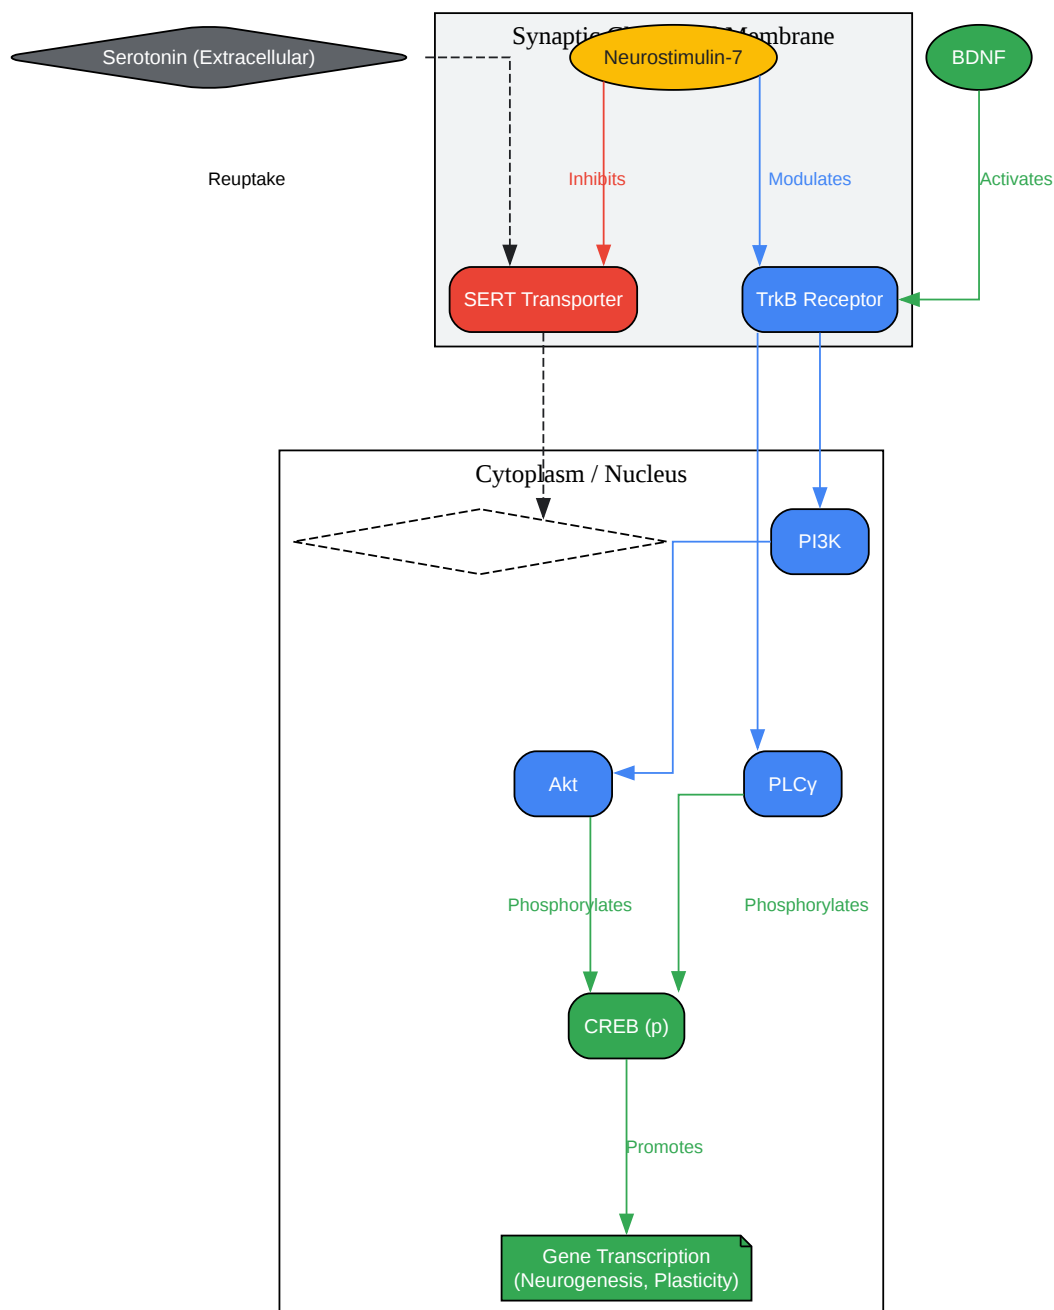 Synaptic Membrane
Serotonin (Extracellular)
Neurostimulin-7
BDNF
Reuptake
Inhibits
Modulates
Activates
SERT Transporter
TrkB Receptor
Cytoplasm / Nucleus
PI3K
Akt
PLCγ
Phosphorylates
Phosphorylates
CREB (p)
Promotes
Gene Transcription
(Neurogenesis, Plasticity)